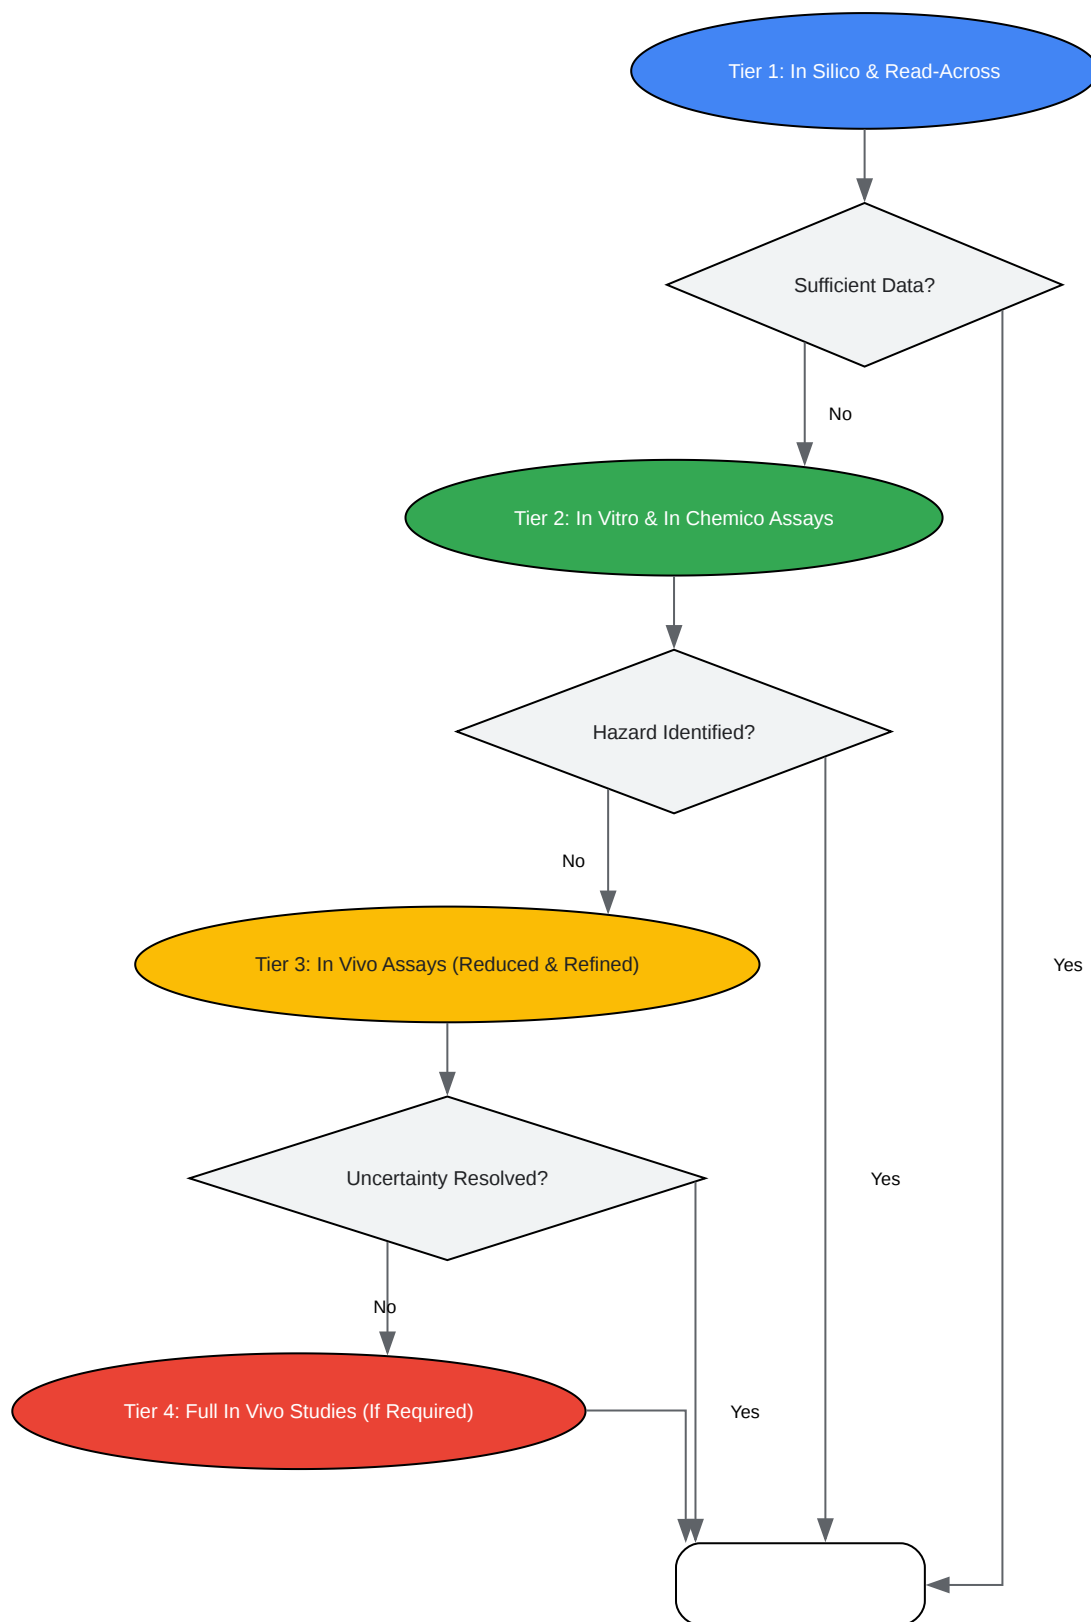 Tier 1: In Silico & Read-Across
Sufficient Data?
No
Tier 2: In Vitro & In Chemico Assays
Hazard Identified?
No
Tier 3: In Vivo Assays (Reduced & Refined)
Yes
Uncertainty Resolved?
Yes
No
Tier 4: Full In Vivo Studies (If Required)
Yes